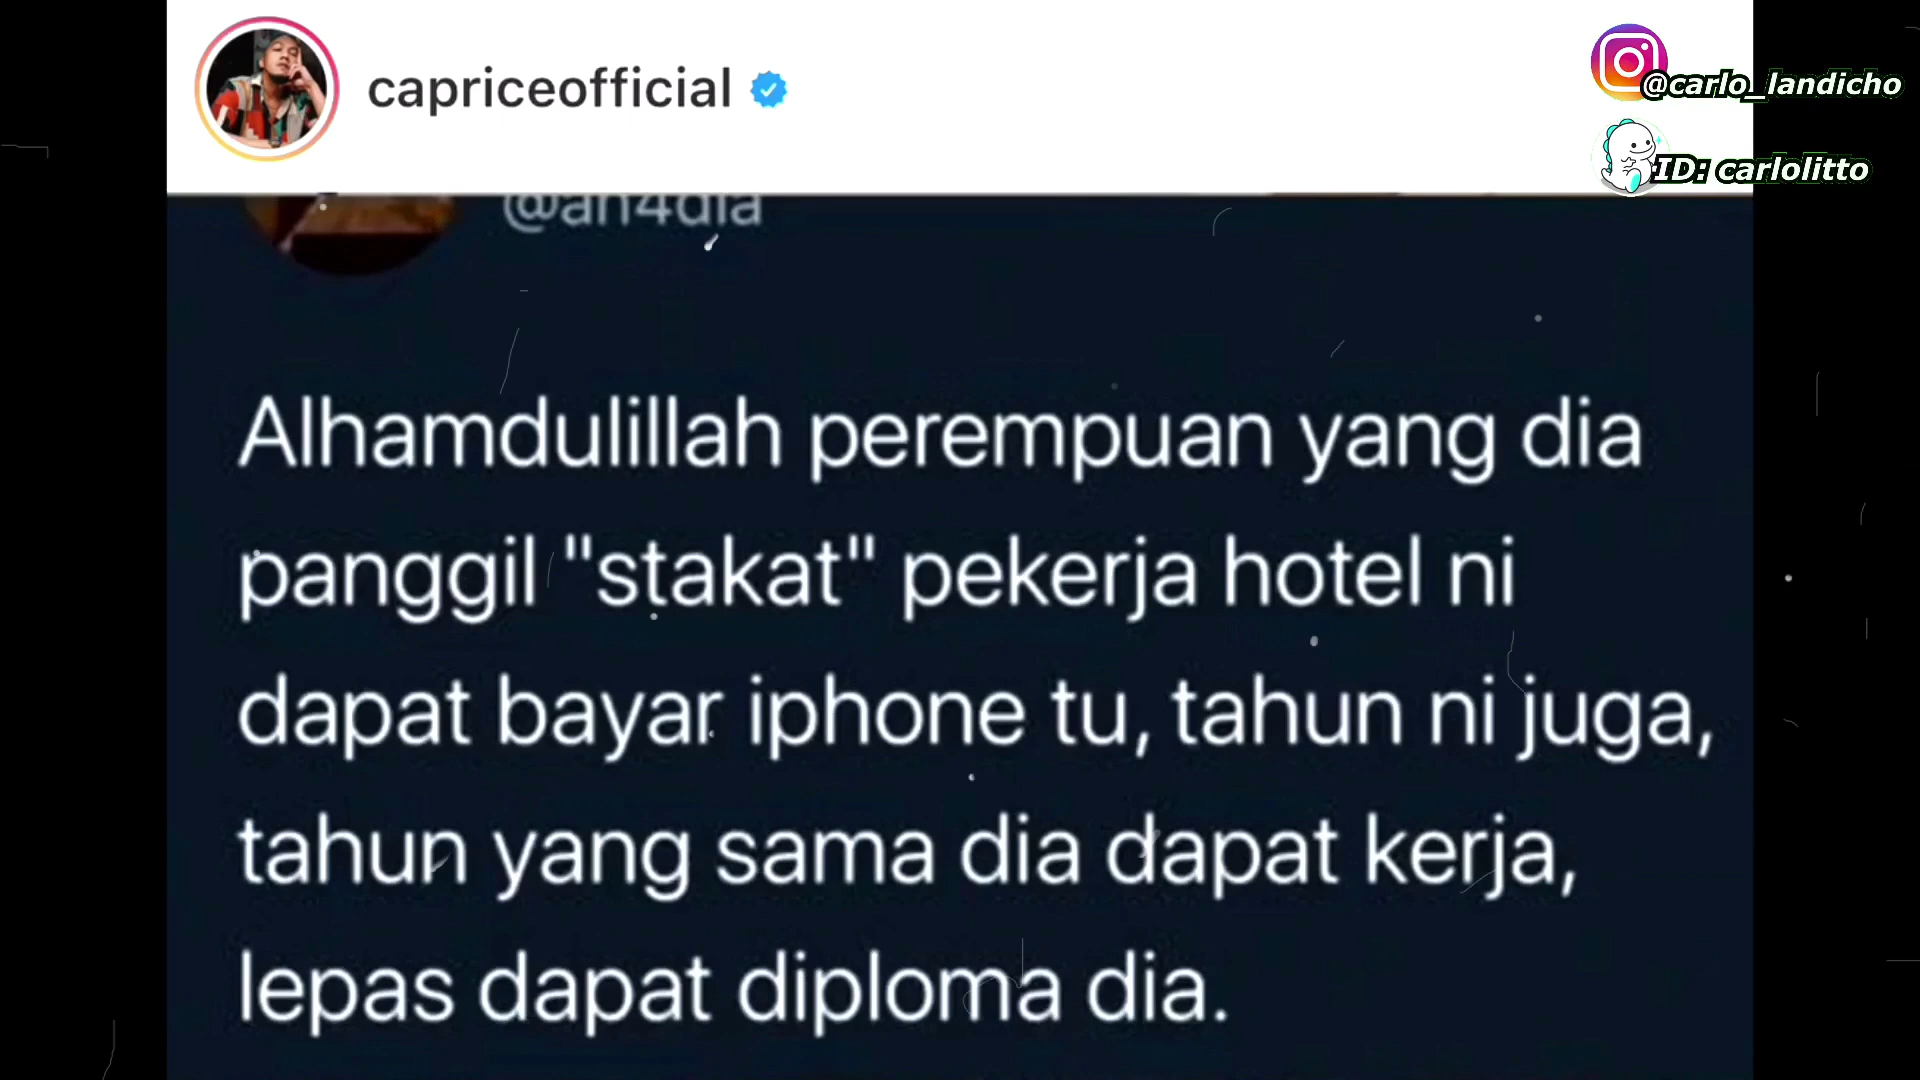 capriceofficial
@carlo_landicho
ID: carlolitto
@an4dia
Alhamdulillah perempuan yang dia
panggil "stakat" pekerja hotel ni
dapat bayar iphone tu, tahun ni juga,
tahun yang sama dia dapat kerja,
lepas dapat diploma dia.